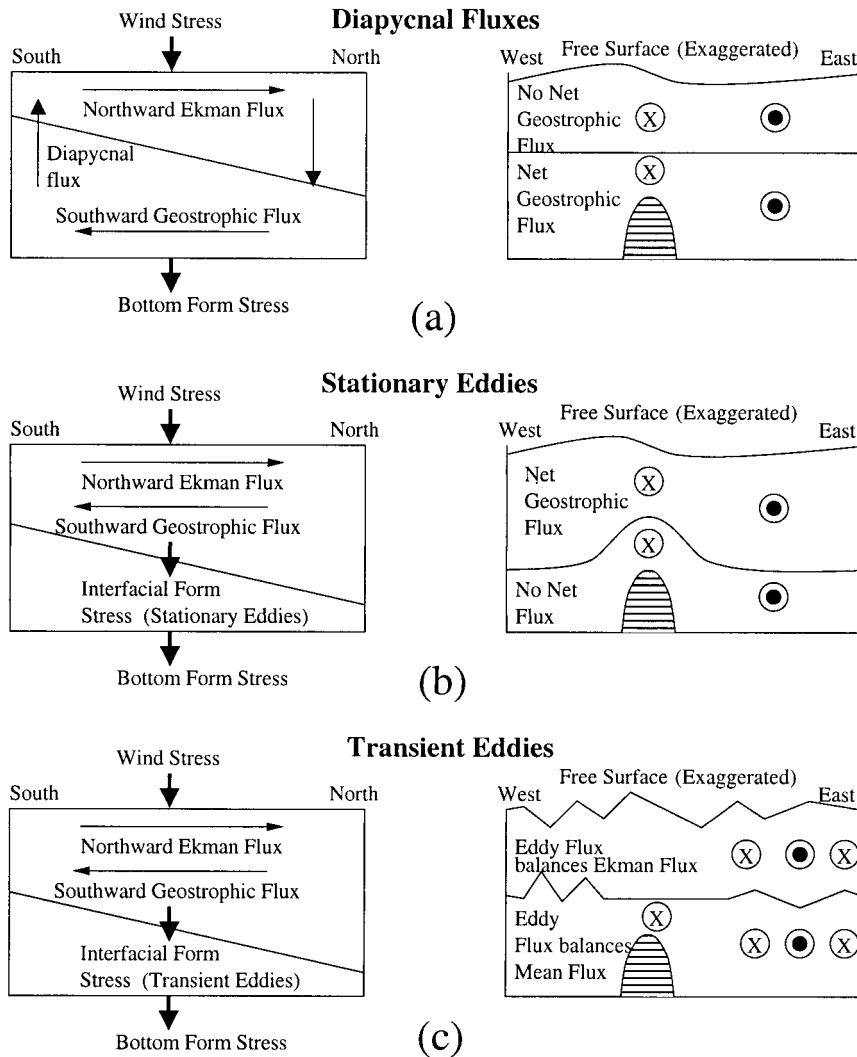 Diapycnal Fluxes
Wind Stress
South
North
Northward Ekman Flux
Diapycnal
flux
Southward Geostrophic Flux
Bottom Form Stress
Free Surface (Exaggerated)
West
East
No Net
Geostrophic
Flux
X
Net
Geostrophic
Flux
X
(a)
Stationary Eddies
Wind Stress
South
North
Northward Ekman Flux
Southward Geostrophic Flux
Interfacial Form
Stress (Stationary Eddies)
Bottom Form Stress
Free Surface (Exaggerated)
West
East
Net
Geostrophic
Flux
X
X
No Net
Flux
(b)
Transient Eddies
Wind Stress
South
North
Northward Ekman Flux
Southward Geostrophic Flux
Interfacial Form
Stress (Transient Eddies)
Bottom Form Stress
Free Surface (Exaggerated)
West
East
Eddy Flux
balances Ekman Flux
X X
Eddy
Flux balances
Mean Flux
X X X
(c)